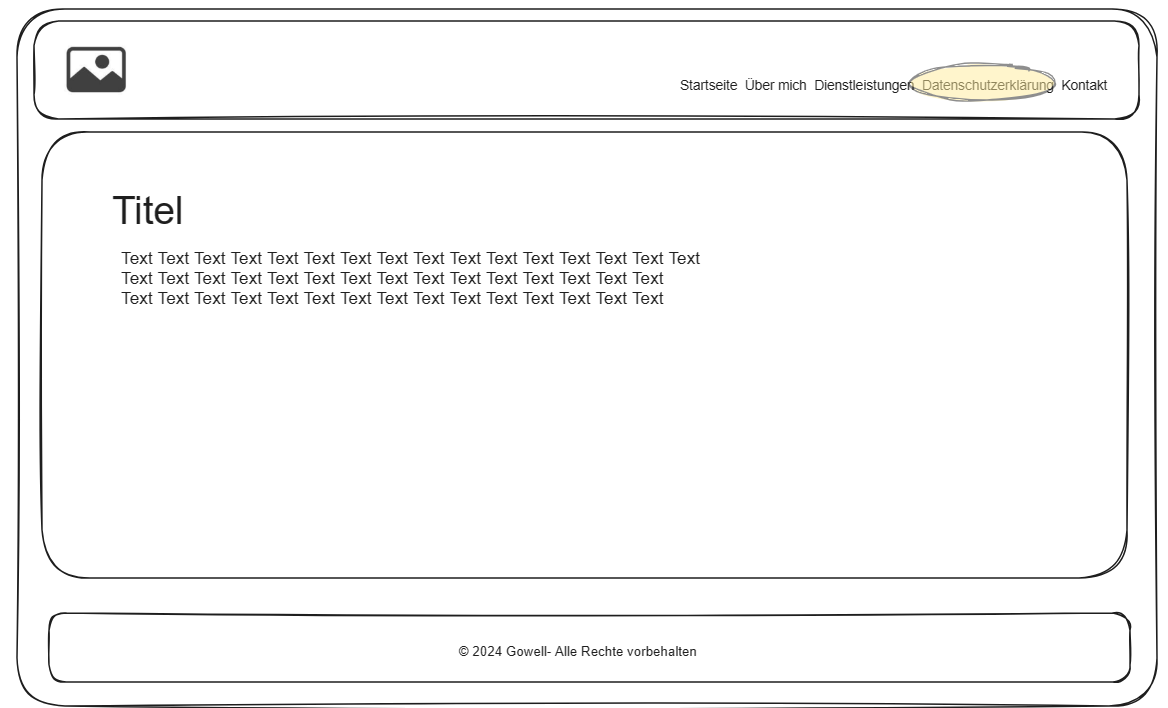 Startseite Über mich Dienstleistungen Datenschutzerklärung Kontakt
Titel
Text Text Text Text Text Text Text Text Text Text Text Text Text Text Text Text
Text Text Text Text Text Text Text Text Text Text Text Text Text Text Text
Text Text Text Text Text Text Text Text Text Text Text Text Text Text Text
© 2024 Gowell- Alle Rechte vorbehalten